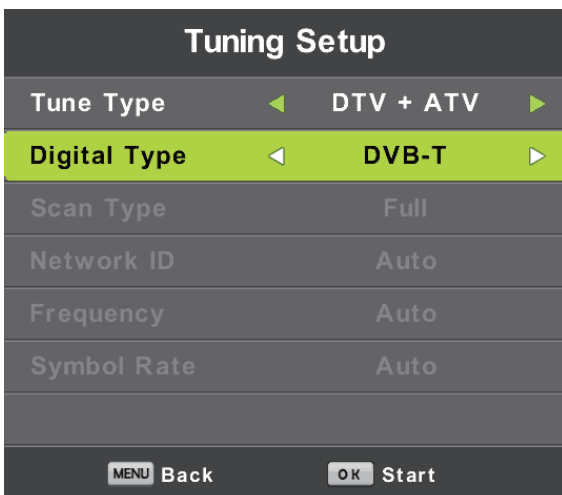 Tuning Setup
Tune Type DTV + ATV
Digital Type DVB-T
Scan Type Full
Network ID Auto
Frequency Auto
Symbol Rate Auto
MENU Back OK Start